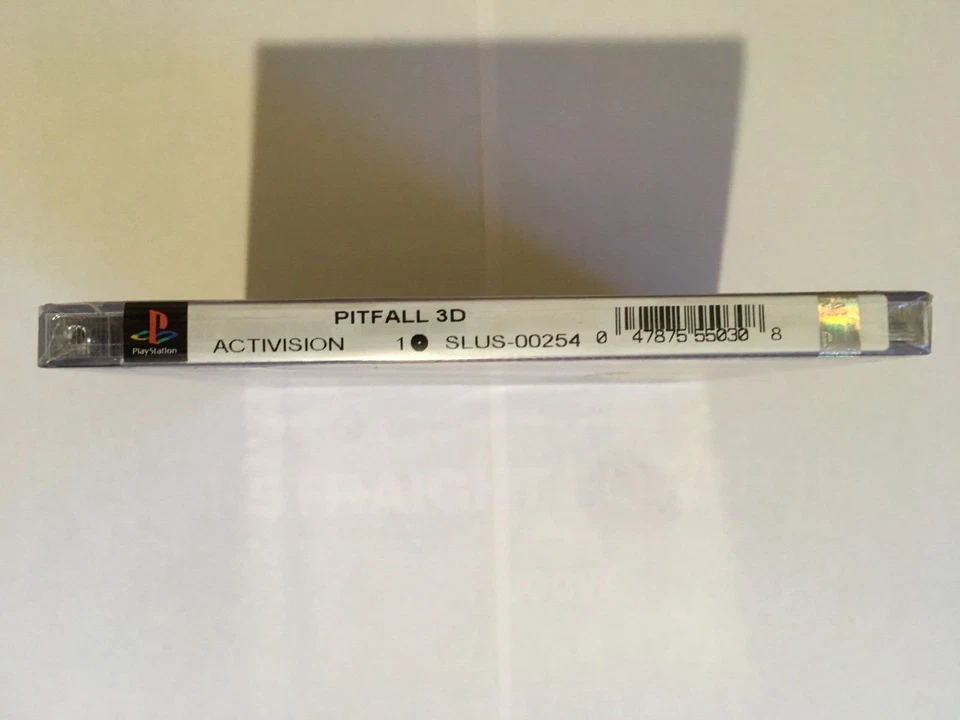 PlayStation
PITFALL 3D
ACTIVISION 1 SLUS-00254
0 47875 55030 8